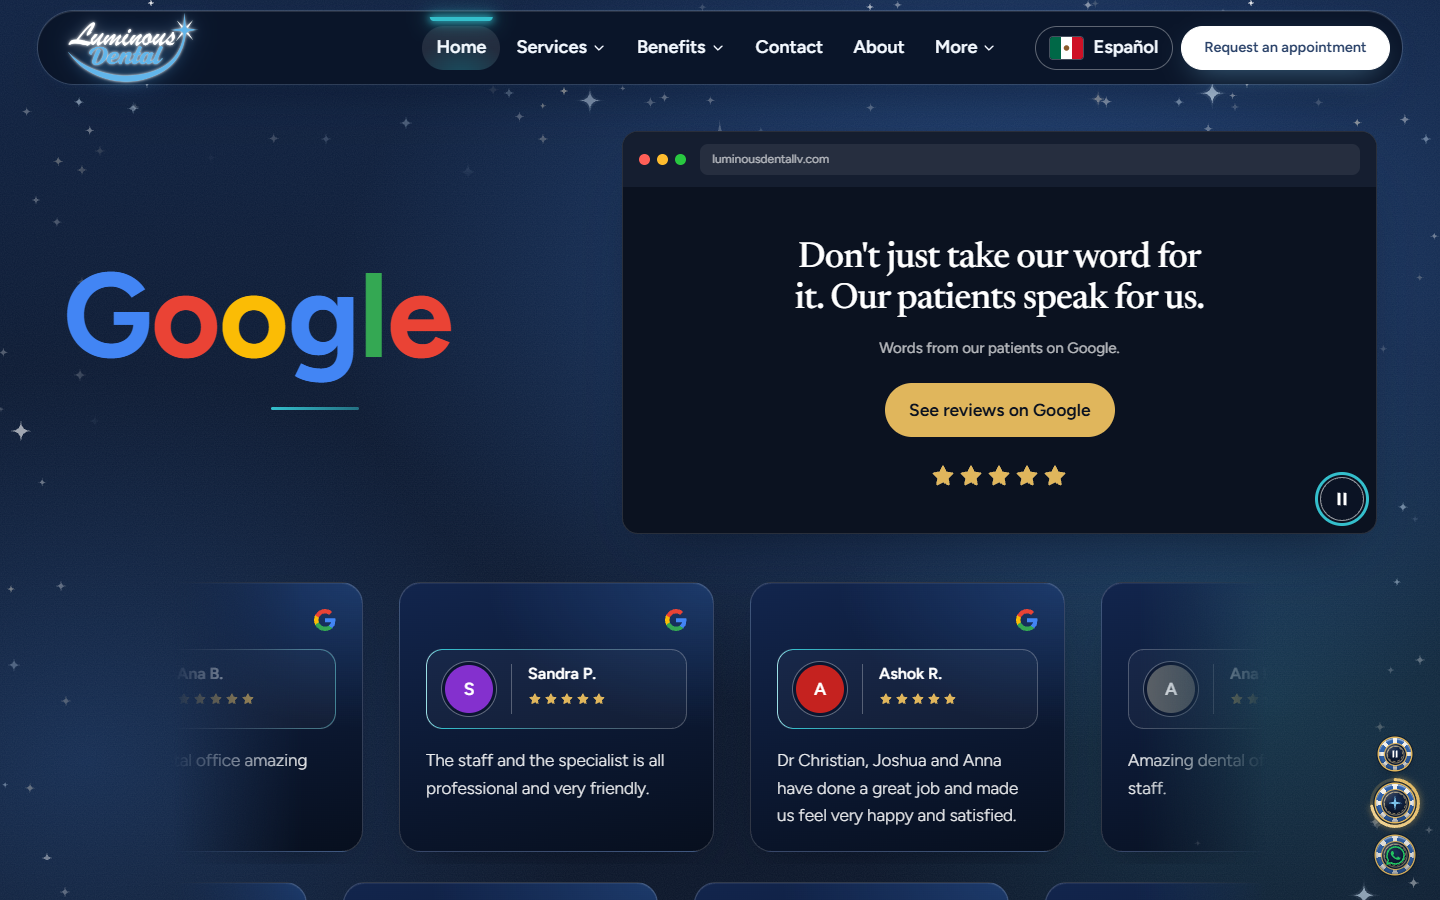 Luminous
Dental
Home
Services
Benefits
Contact
About
More
Español
Request an appointment
luminousdentallv.com
Google
Don't just take our word for
it. Our patients speak for us.
Words from our patients on Google.
See reviews on Google
Ana B.
office amazing
S
Sandra P.
The staff and the specialist is all
professional and very friendly.
A
Ashok R.
Dr Christian, Joshua and Anna
have done a great job and made
us feel very happy and satisfied.
A
Ana
Amazing dental of
staff.